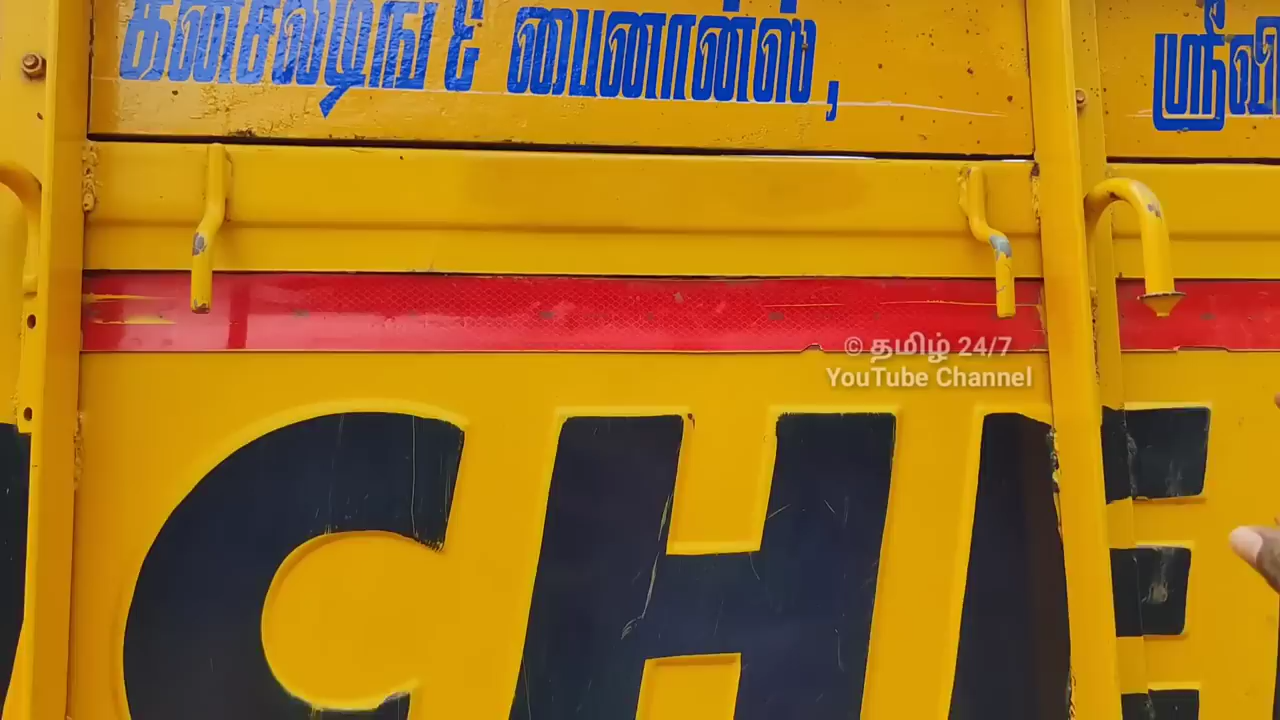 கன்சல்டிங் & பைனான்ஸ்,
ஸ்ரீவி
© தமிழ் 24/7
YouTube Channel
CHE